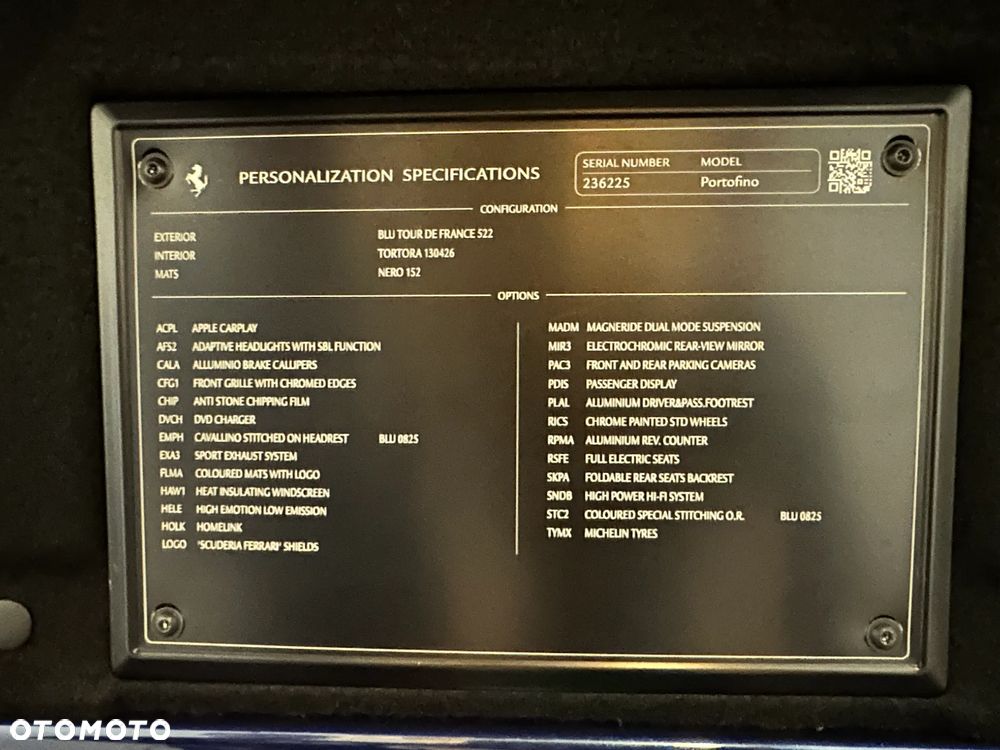 PERSONALIZATION SPECIFICATIONS
SERIAL NUMBER MODEL
236225 Portofino
CONFIGURATION
EXTERIOR BLU TOUR DE FRANCE 522
INTERIOR TORTORA 130426
MATS NERO 152
OPTIONS
ACPL APPLE CARPLAY
AFS2 ADAPTIVE HEADLIGHTS WITH SBL FUNCTION
CALA ALLUMINIO BRAKE CALLIPERS
CFG1 FRONT GRILLE WITH CHROMED EDGES
CHIP ANTI STONE CHIPPING FILM
DVCH DVD CHARGER
EMPH CAVALLINO STITCHED ON HEADREST BLU 0825
EXA3 SPORT EXHAUST SYSTEM
FLMA COLOURED MATS WITH LOGO
HAW1 HEAT INSULATING WINDSCREEN
HELE HIGH EMOTION LOW EMISSION
HOLK HOMELINK
LOGO 'SCUDERIA FERRARI' SHIELDS
MADM MAGNERIDE DUAL MODE SUSPENSION
MIR3 ELECTROCHROMIC REAR-VIEW MIRROR
PAC3 FRONT AND REAR PARKING CAMERAS
PDIS PASSENGER DISPLAY
PLAL ALUMINIUM DRIVER&PASS.FOOTREST
RICS CHROME PAINTED STD WHEELS
RPMA ALUMINIUM REV. COUNTER
RSFE FULL ELECTRIC SEATS
SKPA FOLDABLE REAR SEATS BACKREST
SNDB HIGH POWER HI-FI SYSTEM
STC2 COLOURED SPECIAL STITCHING O.R. BLU 0825
TYMX MICHELIN TYRES
OTOMOTO